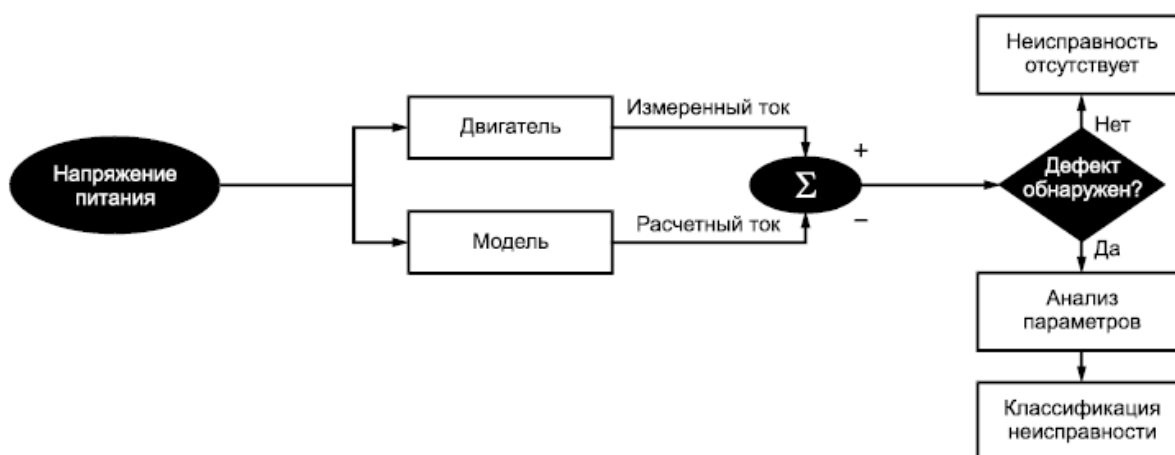 Напряжение
питания
Двигатель
Измеренный ток
Модель
Расчетный ток
+
Σ
−
Неисправность
отсутствует
Нет
Дефект
обнаружен?
Да
Анализ
параметров
Классификация
неисправности